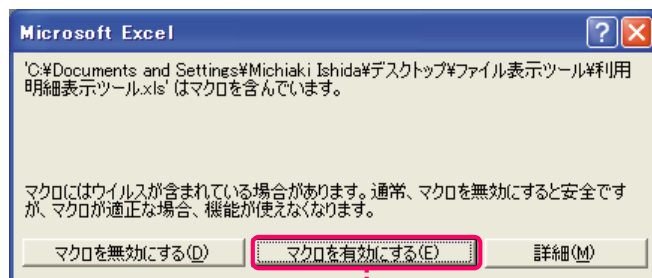 Microsoft Excel
'C:¥Documents and Settings¥Michiaki Ishida¥デスクトップ¥ファイル表示ツール¥利用
明細表示ツール.xls' はマクロを含んでいます。
マクロにはウイルスが含まれている場合があります。通常、マクロを無効にすると安全です
が、マクロが適正な場合、機能が使えなくなります。
マクロを無効にする(D) マクロを有効にする(E) 詳細(M)